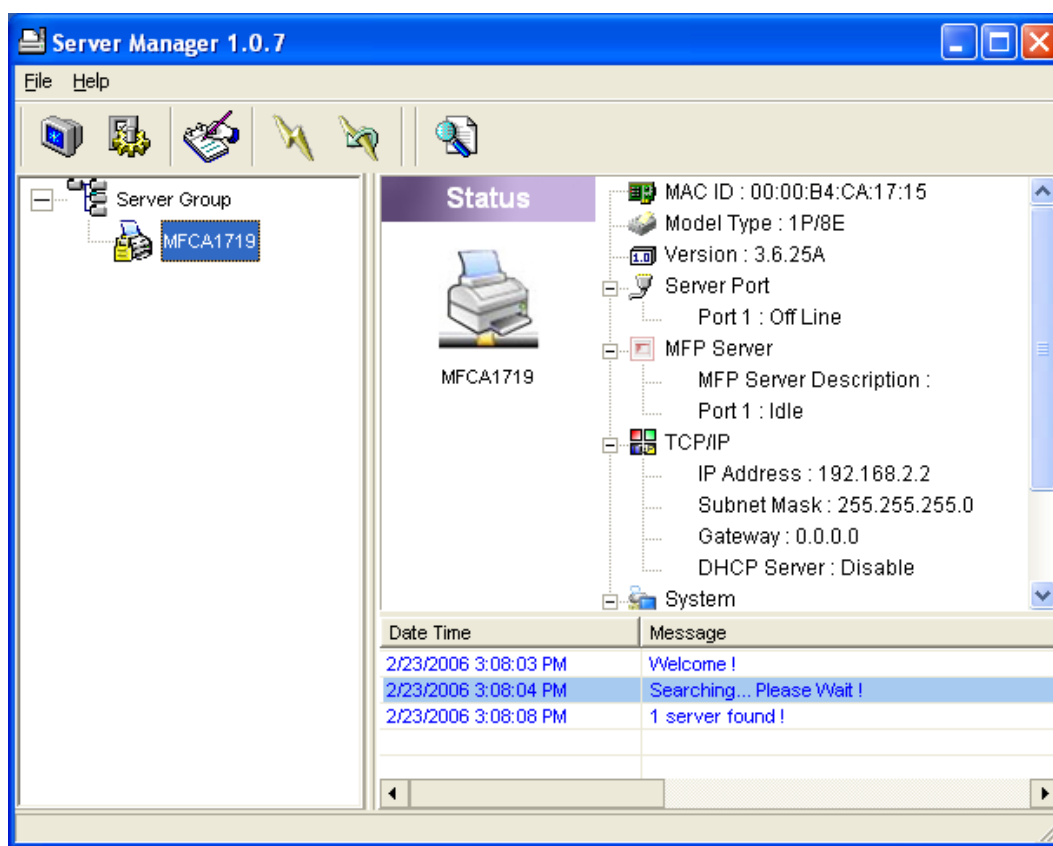 Server Manager 1.0.7
File Help
Server Group
MFCA1719
Status
MFCA1719
MAC ID : 00:00:B4:CA:17:15
Model Type : 1P/8E
1.0 Version : 3.6.25A
Server Port
Port 1 : Off Line
MFP Server
MFP Server Description :
Port 1 : Idle
TCP/IP
IP Address : 192.168.2.2
Subnet Mask : 255.255.255.0
Gateway : 0.0.0.0
DHCP Server : Disable
System
Date Time Message
2/23/2006 3:08:03 PM Welcome !
2/23/2006 3:08:04 PM Searching... Please Wait !
2/23/2006 3:08:08 PM 1 server found !